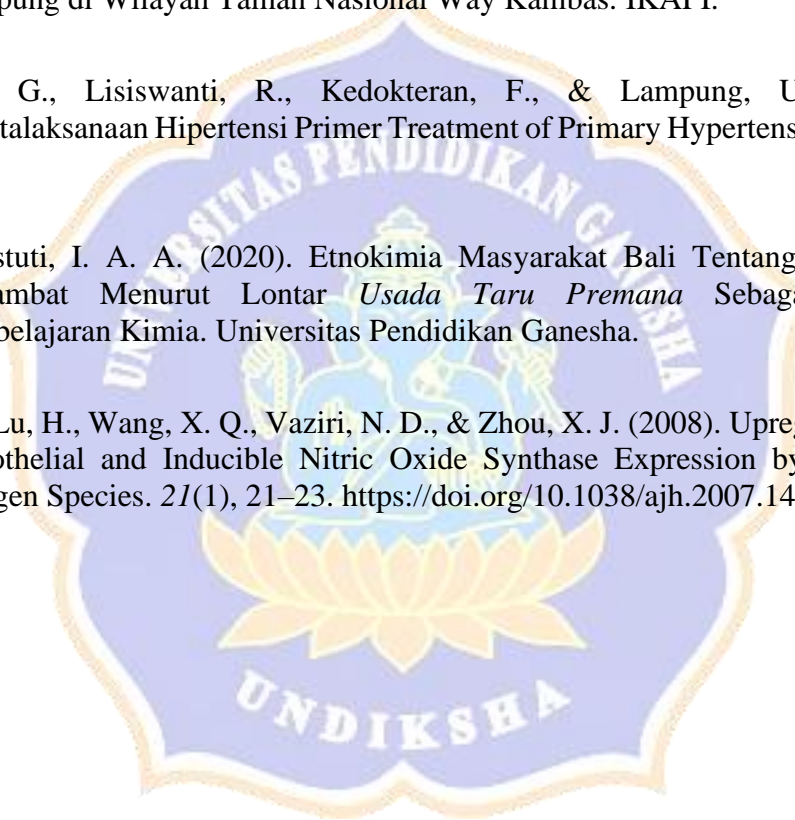 pung di Wilayah Taman Nasional Way Kambas. IKAPI.
G., Lisiswanti, R., Kedokteran, F., & Lampung, U
talaksanaan Hipertensi Primer Treatment of Primary Hypertens
stuti, I. A. A. (2020). Etnokimia Masyarakat Bali Tentang
ambat Menurut Lontar Usada Taru Premana Sebaga
belajaran Kimia. Universitas Pendidikan Ganesha.
Lu, H., Wang, X. Q., Vaziri, N. D., & Zhou, X. J. (2008). Upreg
othelial and Inducible Nitric Oxide Synthase Expression by
gen Species. 21(1), 21–23. https://doi.org/10.1038/ajh.2007.14
UNIVERSITAS PENDIDIKAN GANESHA
UNDIKSHA